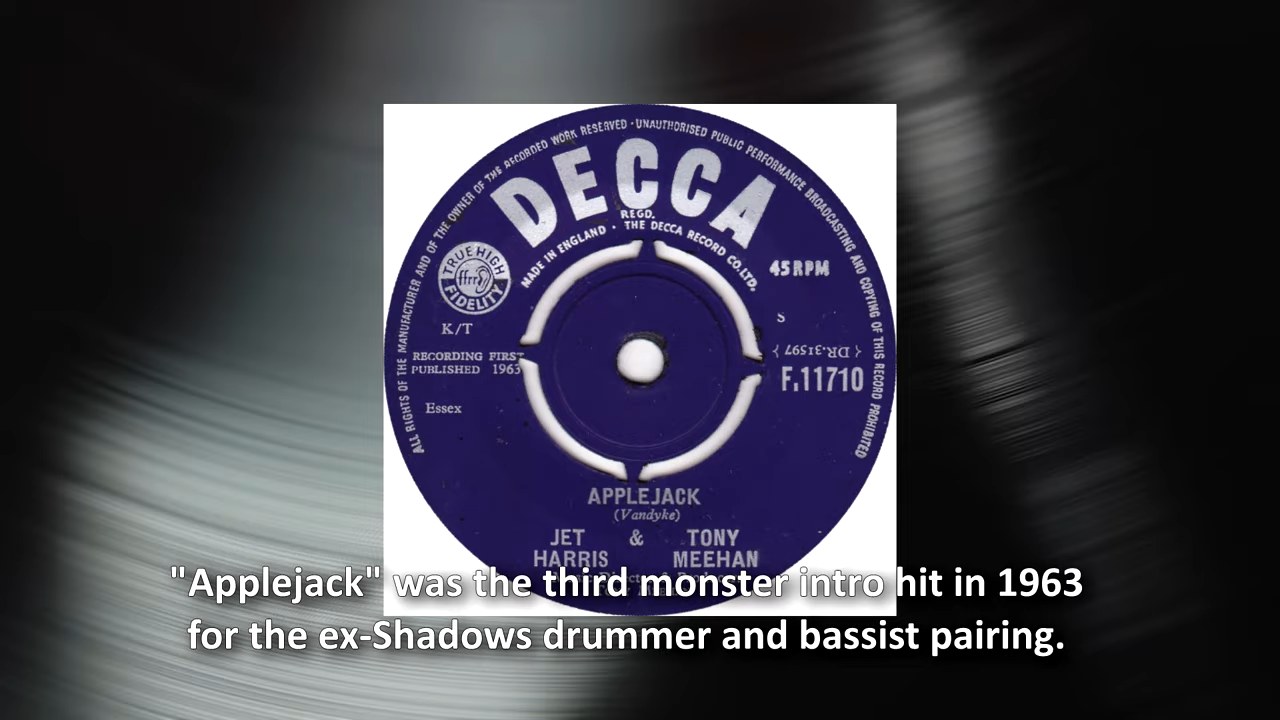 ALL RIGHTS OF THE MANUFACTURER AND OF THE OWNER OF THE RECORDED WORK RESERVED · UNAUTHORISED PUBLIC PERFORMANCE BROADCASTING AND COPYING OF THIS RECORD PROHIBITED
DECCA
REGD.
MADE IN ENGLAND · THE DECCA RECORD CO. LTD.
TRUE HIGH
ffrr
FIDELITY
45 RPM
K/T
S
RECORDING FIRST
PUBLISHED 1963
{ DR·31597 }
F.11710
Essex
APPLEJACK
(Vandyke)
JET & TONY
HARRIS MEEHAN
"Applejack" was the third monster intro hit in 1963
for the ex-Shadows drummer and bassist pairing.